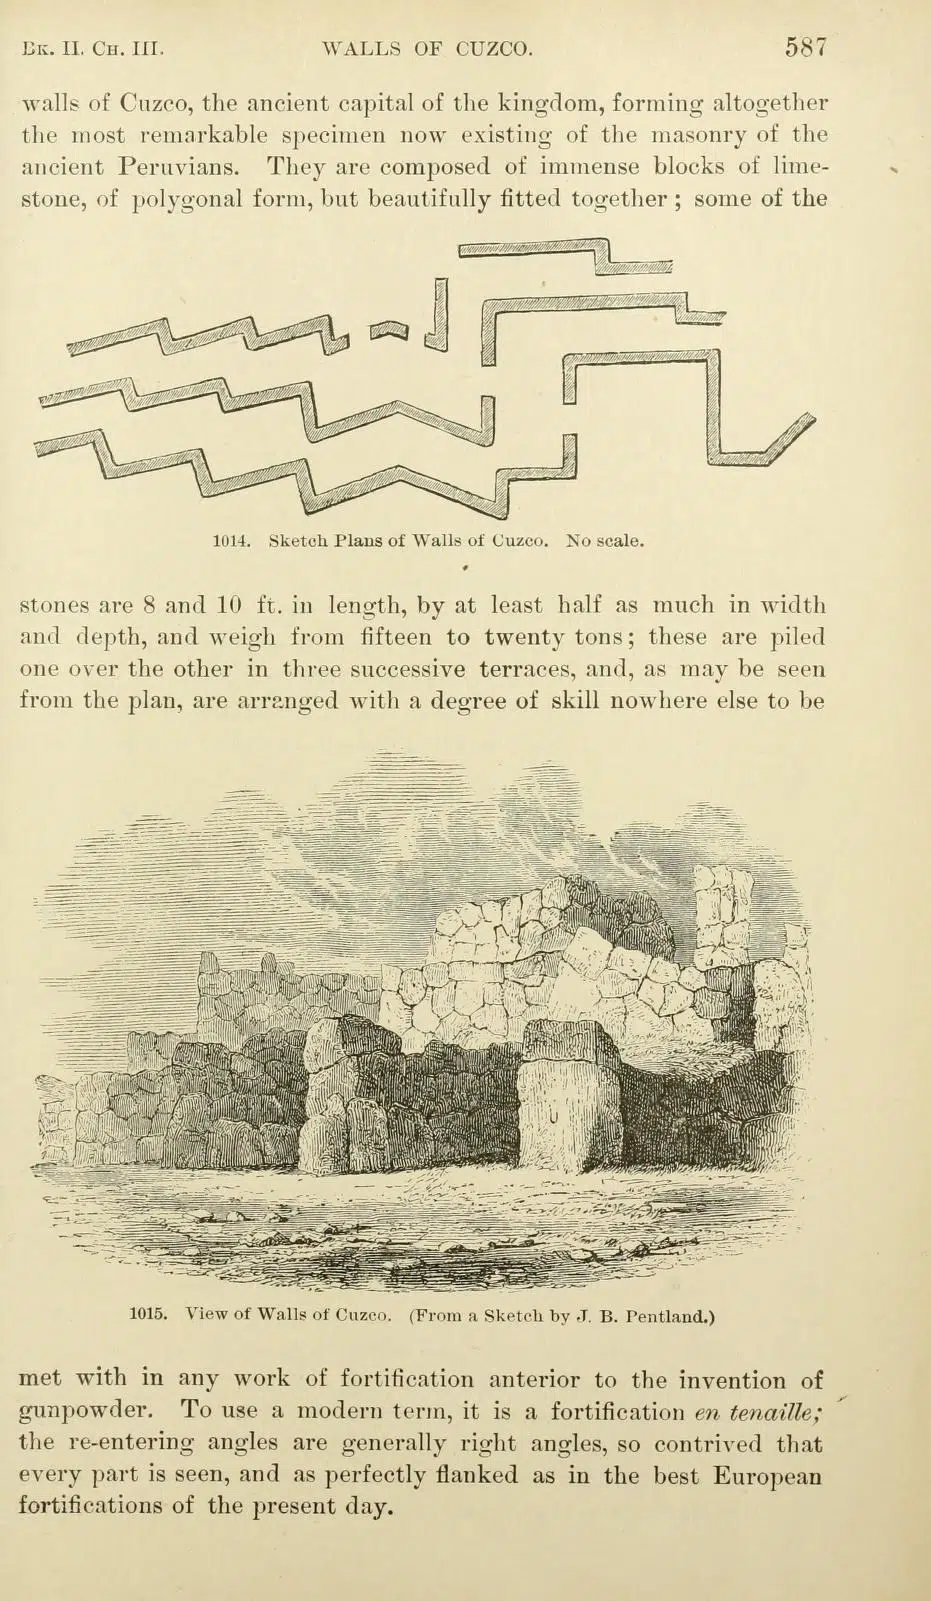 Bk. II. Ch. III. WALLS OF CUZCO. 587
walls of Cuzco, the ancient capital of the kingdom, forming altogether
the most remarkable specimen now existing of the masonry of the
ancient Peruvians. They are composed of immense blocks of lime-
stone, of polygonal form, but beautifully fitted together; some of the
1014. Sketch Plans of Walls of Cuzco. No scale.
stones are 8 and 10 ft. in length, by at least half as much in width
and depth, and weigh from fifteen to twenty tons; these are piled
one over the other in three successive terraces, and, as may be seen
from the plan, are arranged with a degree of skill nowhere else to be
1015. View of Walls of Cuzco. (From a Sketch by J. B. Pentland.)
met with in any work of fortification anterior to the invention of
gunpowder. To use a modern term, it is a fortification en tenaille;
the re-entering angles are generally right angles, so contrived that
every part is seen, and as perfectly flanked as in the best European
fortifications of the present day.